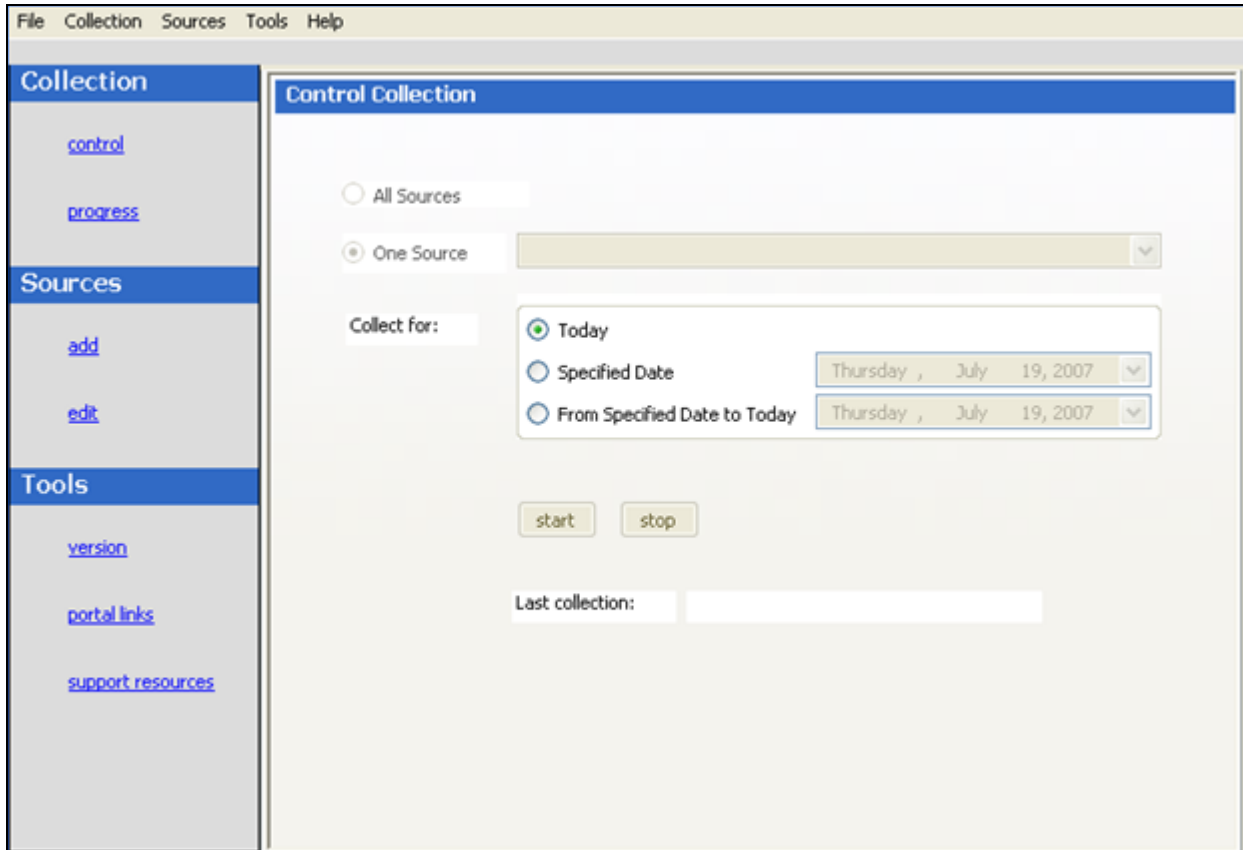 File Collection Sources Tools Help
Collection
control
progress
Sources
add
edit
Tools
version
portal links
support resources
Control Collection
All Sources
One Source
Collect for:
Today
Specified Date Thursday , July 19, 2007
From Specified Date to Today Thursday , July 19, 2007
start stop
Last collection: